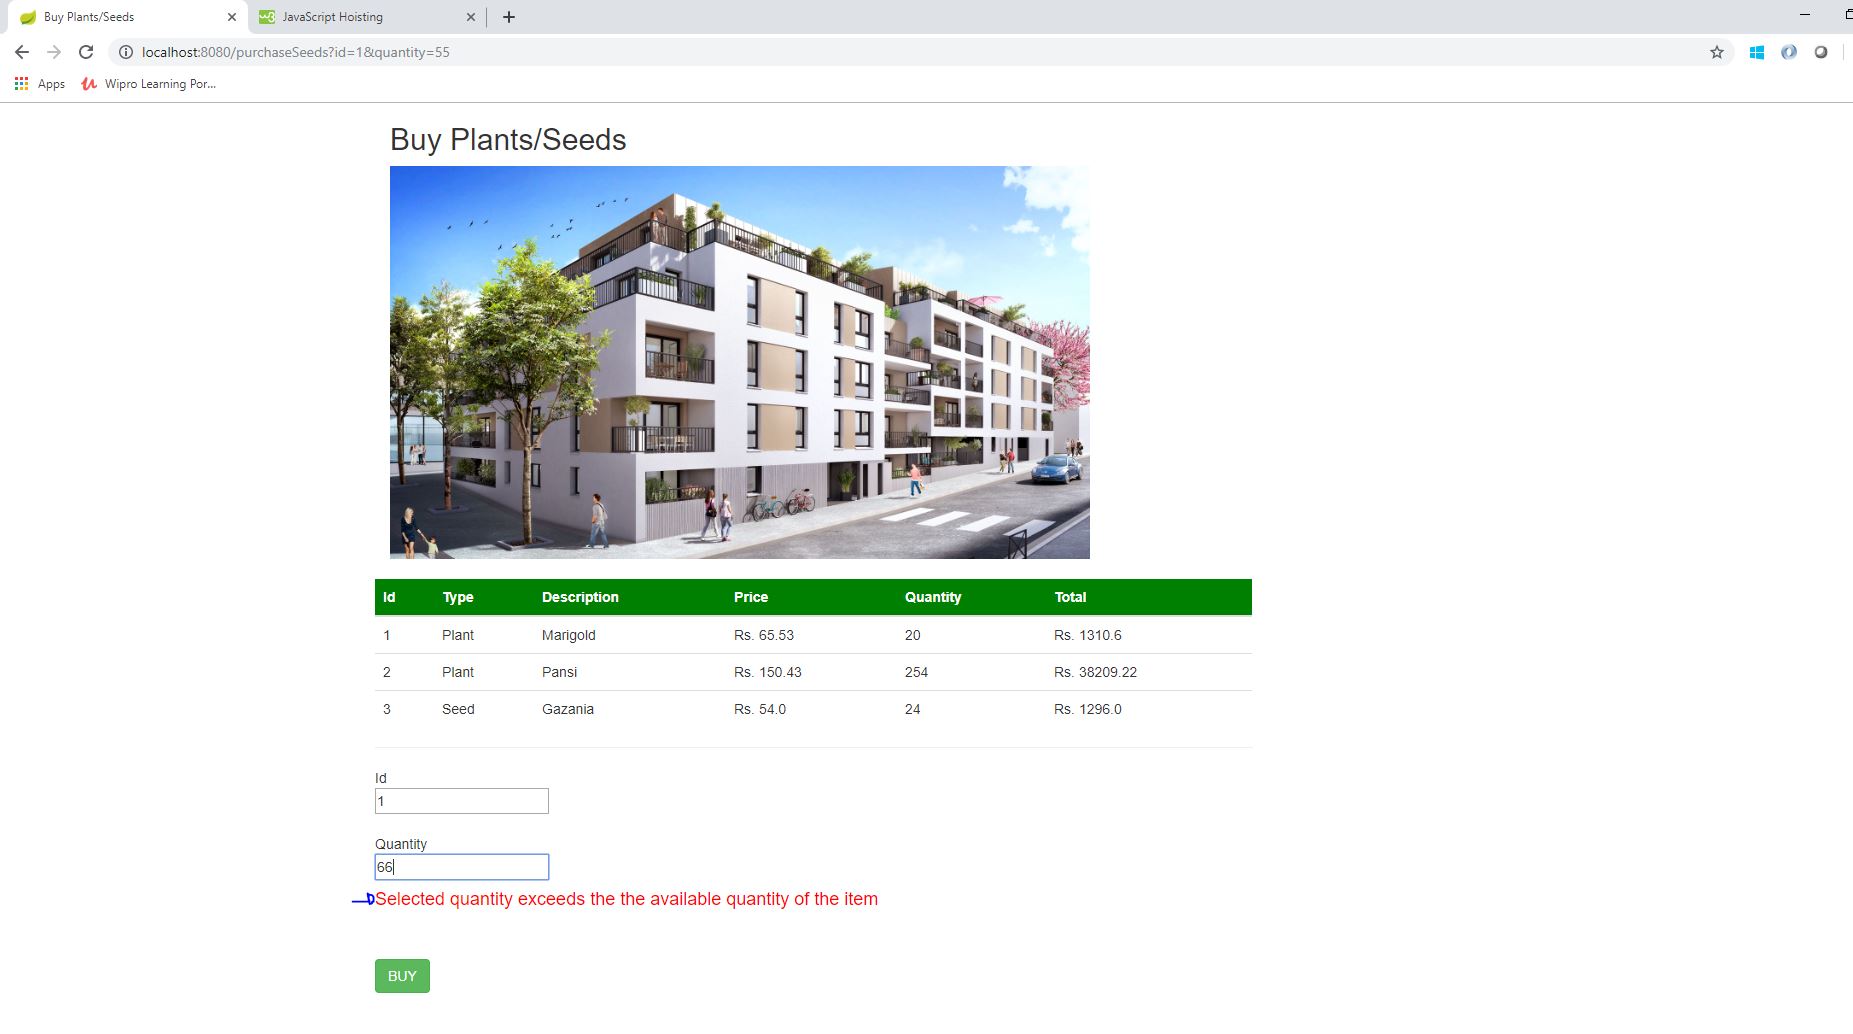 Buy Plants/Seeds
JavaScript Hoisting
localhost:8080/purchaseSeeds?id=1&quantity=55
Apps
Wipro Learning Por...
Buy Plants/Seeds
Id Type Description Price Quantity Total
1 Plant Marigold Rs. 65.53 20 Rs. 1310.6
2 Plant Pansi Rs. 150.43 254 Rs. 38209.22
3 Seed Gazania Rs. 54.0 24 Rs. 1296.0
Id
1
Quantity
66
Selected quantity exceeds the the available quantity of the item
BUY